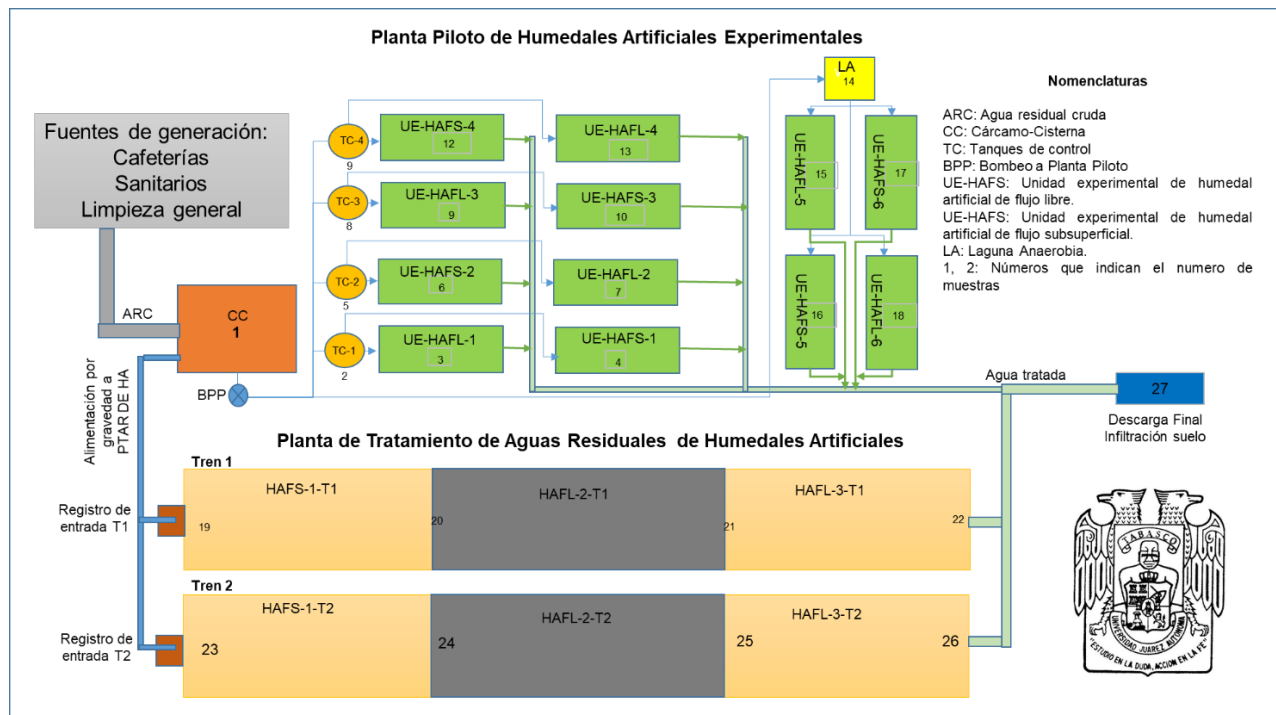 Planta Piloto de Humedales Artificiales Experimentales
Fuentes de generación:
Cafeterías
Sanitarios
Limpieza general
ARC
CC
1
BPP
Alimentación por
gravedad a
PTAR DE HA
TC-4
9
UE-HAFS-4
12
UE-HAFL-4
13
TC-3
8
UE-HAFL-3
9
UE-HAFS-3
10
TC-2
5
UE-HAFS-2
6
UE-HAFL-2
7
TC-1
2
UE-HAFL-1
3
UE-HAFS-1
4
LA
14
UE-HAFL-5
15
UE-HAFS-6
17
UE-HAFS-5
16
UE-HAFL-6
18
Nomenclaturas
ARC: Agua residual cruda
CC: Cárcamo-Cisterna
TC: Tanques de control
BPP: Bombeo a Planta Piloto
UE-HAFS: Unidad experimental de humedal
artificial de flujo libre.
UE-HAFS: Unidad experimental de humedal
artificial de flujo subsuperficial.
LA: Laguna Anaerobia.
1, 2: Números que indican el numero de
muestras
Agua tratada
27
Descarga Final
Infiltración suelo
Planta de Tratamiento de Aguas Residuales de Humedales Artificiales
Tren 1
Registro de
entrada T1
HAFS-1-T1
19
HAFL-2-T1
20
HAFL-3-T1
21
22
Tren 2
Registro de
entrada T2
HAFS-1-T2
23
HAFL-2-T2
24
HAFL-3-T2
25
26
TABASCO
UNIVERSIDAD JUAREZ AUTONOMA
"ESTUDIO EN LA DUDA, ACCION EN LA FE"